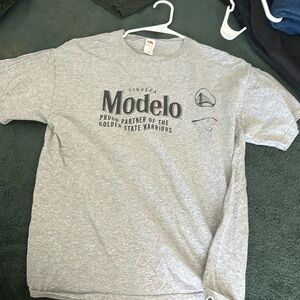 CERVEZA
Modelo
PROUD PARTNER OF THE
GOLDEN STATE WARRIORS